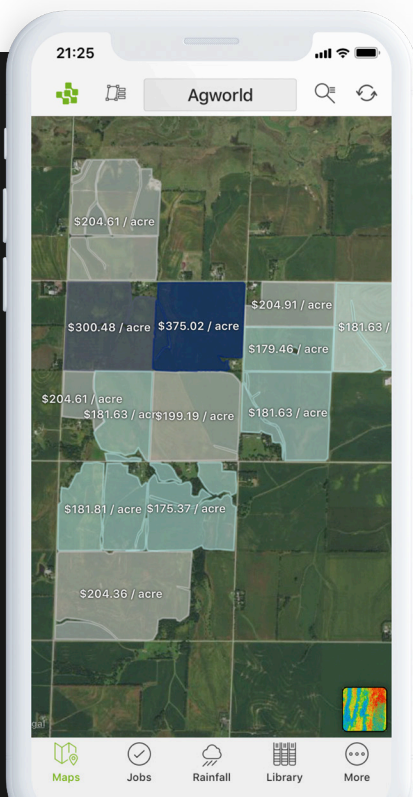 21:25
Agworld
$204.61 / acre
$204.91 / acre
$300.48 / acre
$375.02 / acre
$181.63 /
$179.46 / acre
$204.61 / acre
$181.63 / acr
$199.19 / acre
$181.63 / acre
$181.81 / acre
$175.37 / acre
$204.36 / acre
gal
Maps
Jobs
Rainfall
Library
More